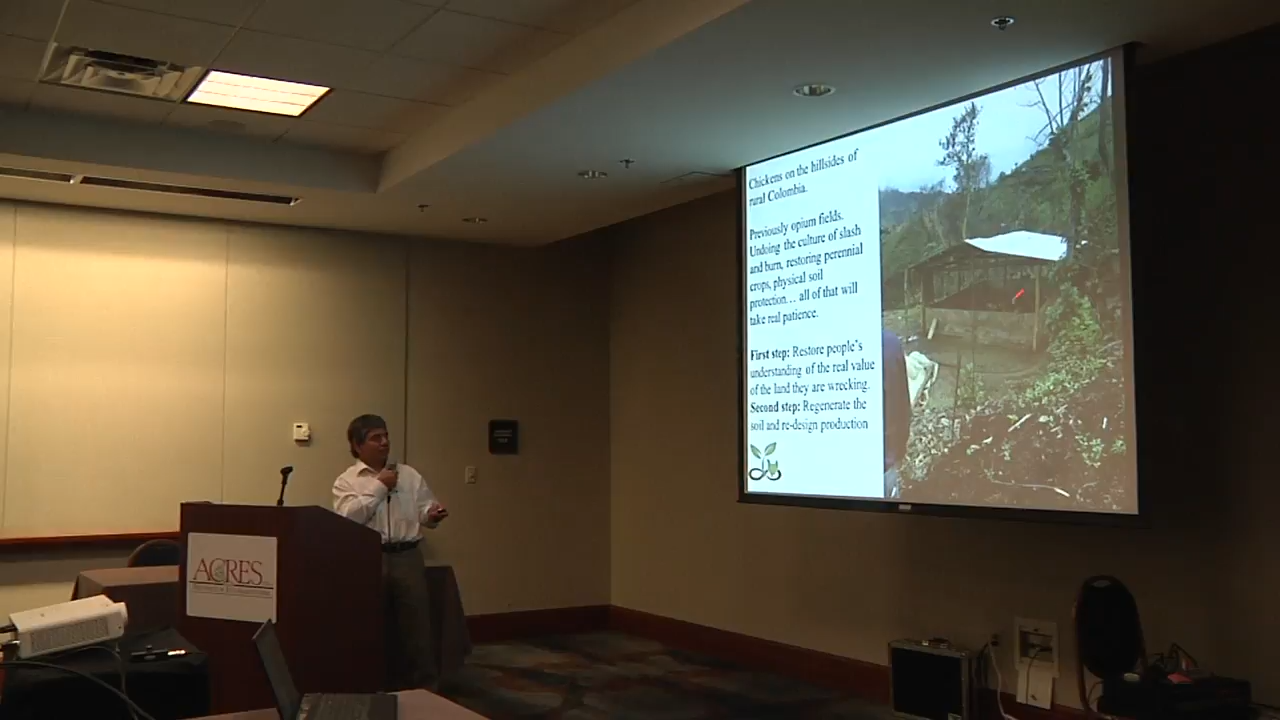 Chickens on the hillsides of
rural Colombia.
Previously opium fields.
Undoing the culture of slash
and burn, restoring perennial
crops, physical soil
protection… all of that will
take real patience.
First step: Restore people's
understanding of the real value
of the land they are wrecking.
Second step: Regenerate the
soil and re-design production
ACRES